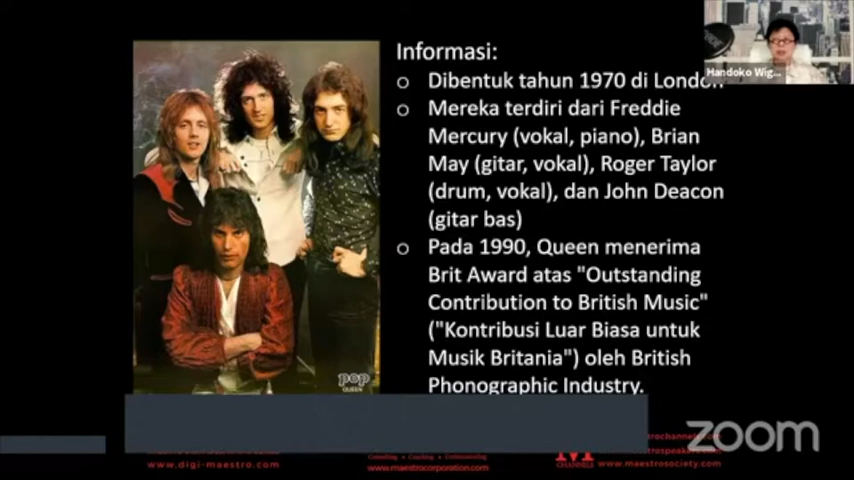 Informasi:
Dibentuk tahun 1970 di London
Mereka terdiri dari Freddie
Mercury (vokal, piano), Brian
May (gitar, vokal), Roger Taylor
(drum, vokal), dan John Deacon
(gitar bas)
Pada 1990, Queen menerima
Brit Award atas "Outstanding
Contribution to British Music"
("Kontribusi Luar Biasa untuk
Musik Britania") oleh British
Phonographic Industry.
Handoko Wig...
pop
QUEEN
zoom
www.digi-maestro.com
Consulting • Coaching •
www.maestrocorporation.com
M
CHANNELS
www.maestrosociety.com